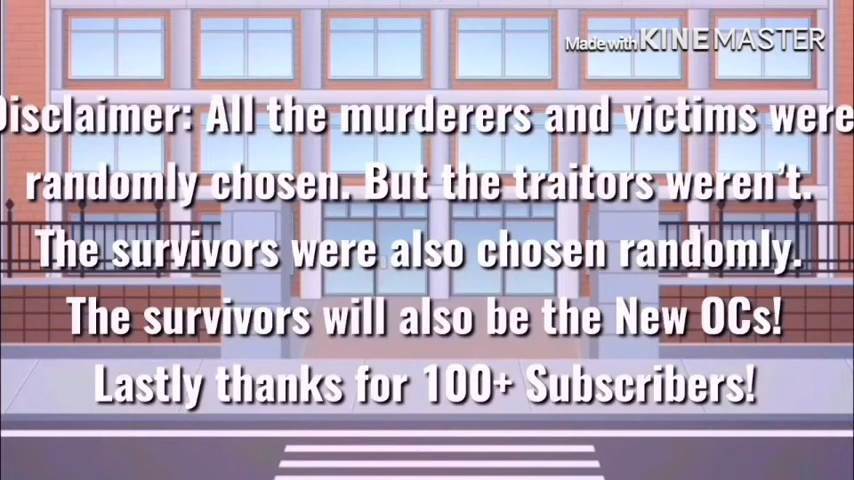 Made with KINEMASTER
Disclaimer: All the murderers and victims were
randomly chosen. But the traitors weren't.
The survivors were also chosen randomly.
The survivors will also be the New OCs!
Lastly thanks for 100+ Subscribers!